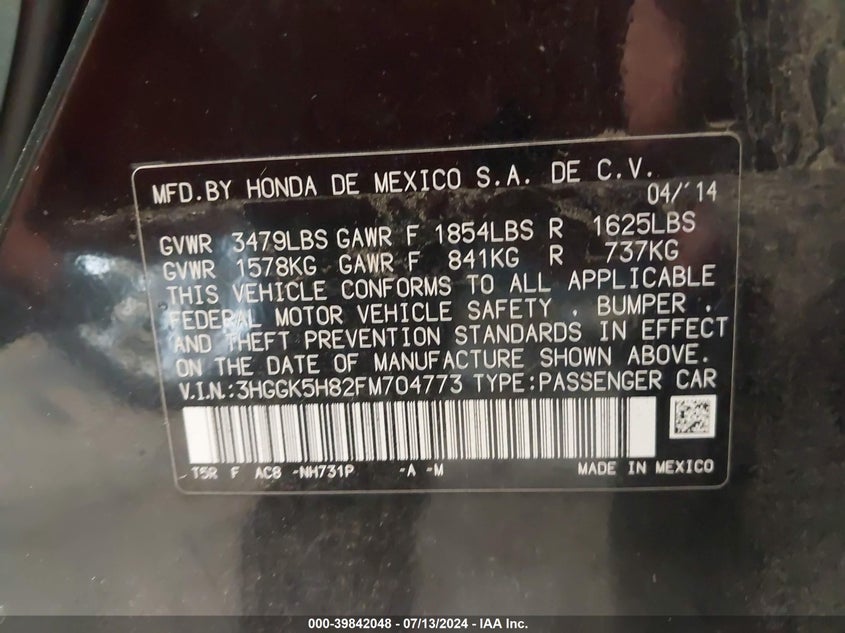 MFD.BY HONDA DE MEXICO S.A. DE C.V.
04/'14
GVWR 3479LBS GAWR F 1854LBS R 1625LBS
GVWR 1578KG GAWR F 841KG R 737KG
THIS VEHICLE CONFORMS TO ALL APPLICABLE
FEDERAL MOTOR VEHICLE SAFETY , BUMPER ,
AND THEFT PREVENTION STANDARDS IN EFFECT
ON THE DATE OF MANUFACTURE SHOWN ABOVE.
V.I.N.:3HGGK5H82FM704773 TYPE:PASSENGER CAR
- T5R F AC8 -NH731P -A -M MADE IN MEXICO
000-39842048 - 07/13/2024 - IAA Inc.